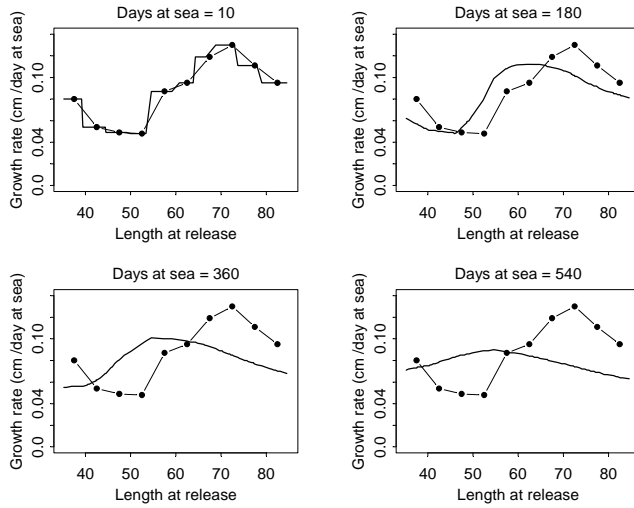 Days at sea = 10
Growth rate (cm /day at sea)
0.10
0.04
0.0
40 50 60 70 80
Length at release
Days at sea = 180
Growth rate (cm /day at sea)
0.10
0.04
0.0
40 50 60 70 80
Length at release
Days at sea = 360
Growth rate (cm /day at sea)
0.10
0.04
0.0
40 50 60 70 80
Length at release
Days at sea = 540
Growth rate (cm /day at sea)
0.10
0.04
0.0
40 50 60 70 80
Length at release